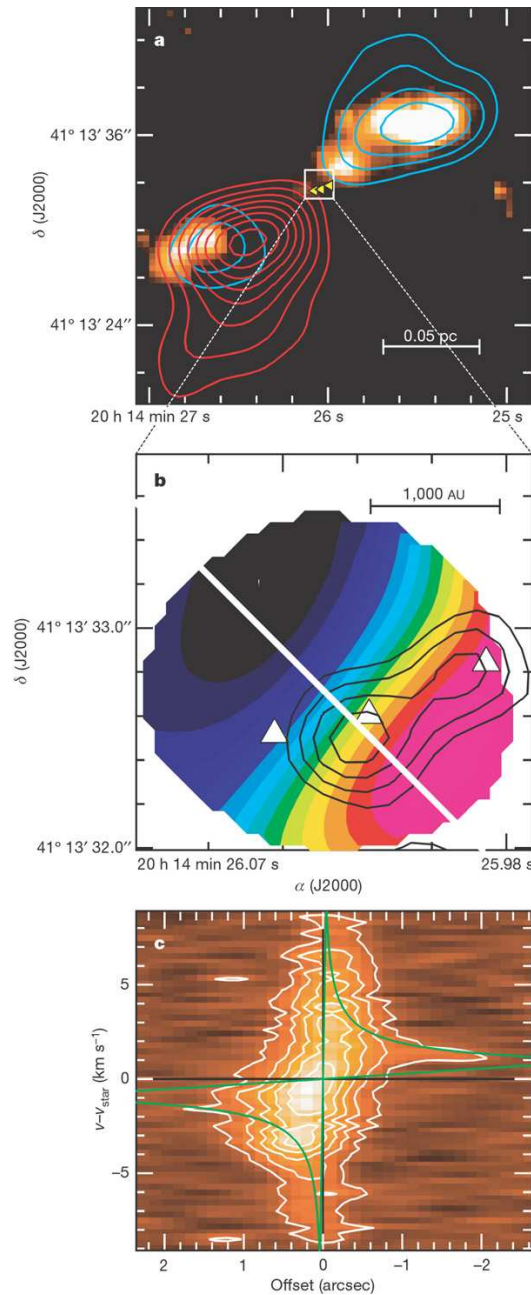 a
41° 13′ 36″
δ (J2000)
41° 13′ 24″
0.05 pc
20 h 14 min 27 s 26 s 25 s
b
1,000 AU
41° 13′ 33.0″
δ (J2000)
41° 13′ 32.0″
20 h 14 min 26.07 s 25.98 s
α (J2000)
c
5
0
-5
v–vstar (km s−1)
2 1 0 −1 −2
Offset (arcsec)